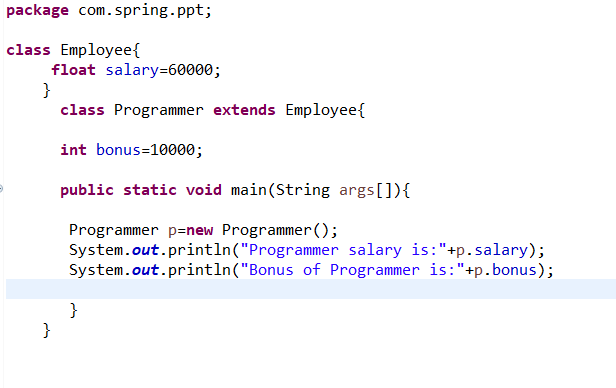 package com.spring.ppt;
class Employee{
float salary=60000;
}
class Programmer extends Employee{
int bonus=10000;
public static void main(String args[]){
Programmer p=new Programmer();
System.out.println("Programmer salary is:"+p.salary);
System.out.println("Bonus of Programmer is:"+p.bonus);
}
}